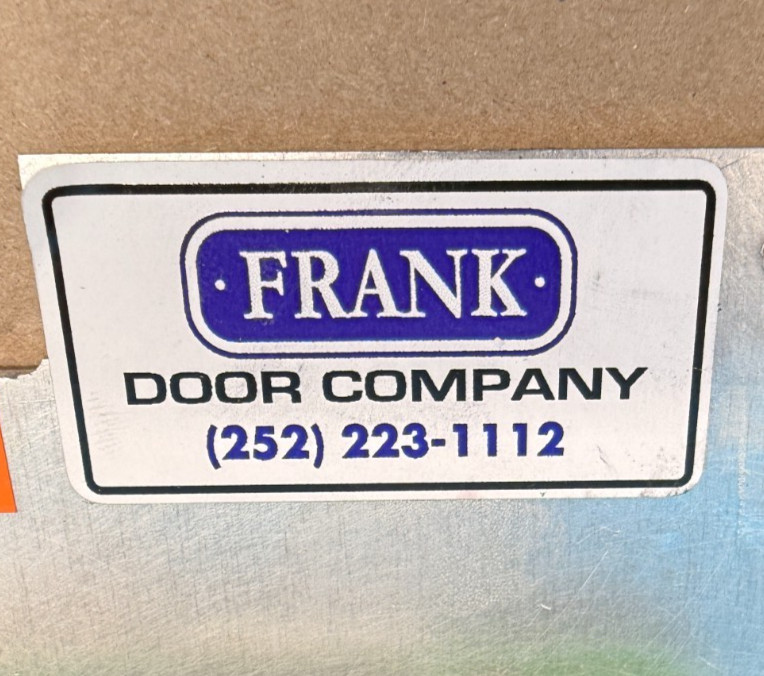 · FRANK ·
DOOR COMPANY
(252) 223-1112